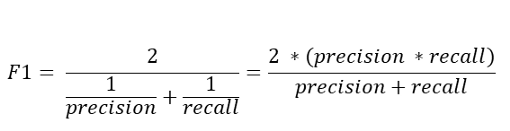 F1 = 2 / (1/precision + 1/recall) = 2 * (precision * recall) / (precision + recall)